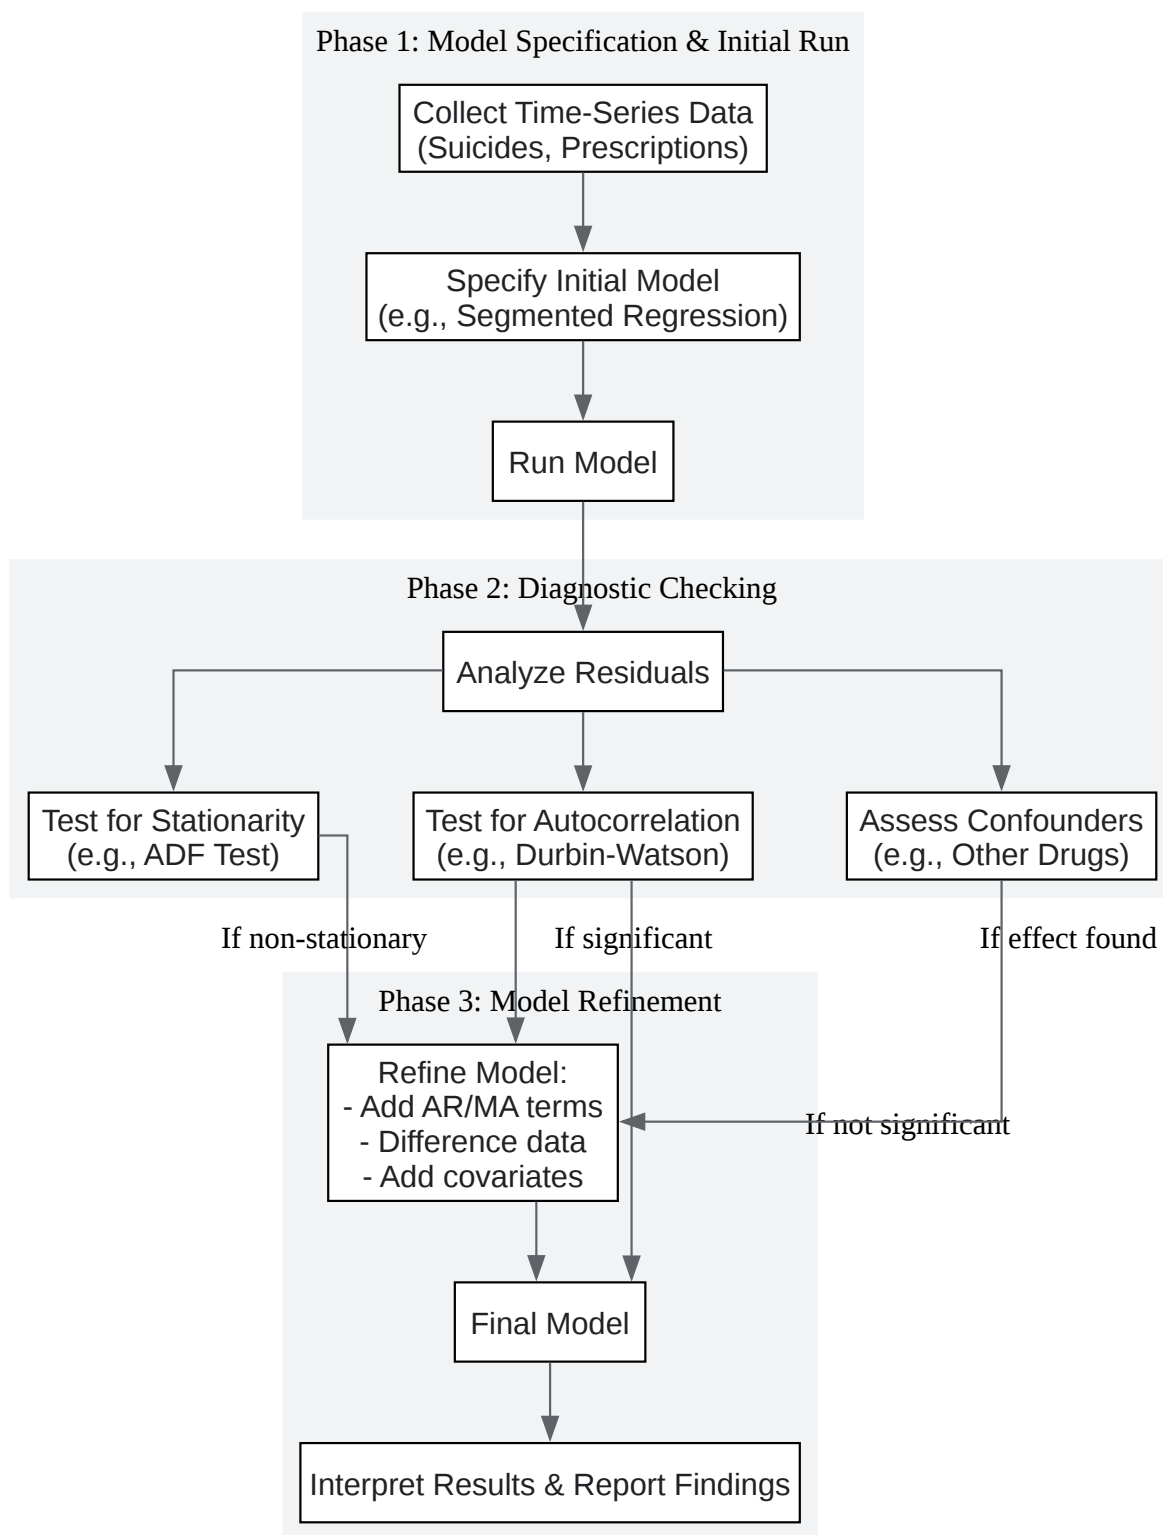 Phase 1: Model Specification & Initial Run
Collect Time-Series Data
(Suicides, Prescriptions)
Specify Initial Model
(e.g., Segmented Regression)
Run Model
Phase 2: Diagnostic Checking
Analyze Residuals
Test for Stationarity
(e.g., ADF Test)
Test for Autocorrelation
(e.g., Durbin-Watson)
Assess Confounders
(e.g., Other Drugs)
If non-stationary
If significant
If effect found
Phase 3: Model Refinement
Refine Model:
- Add AR/MA terms
- Difference data
- Add covariates
If not significant
Final Model
Interpret Results & Report Findings